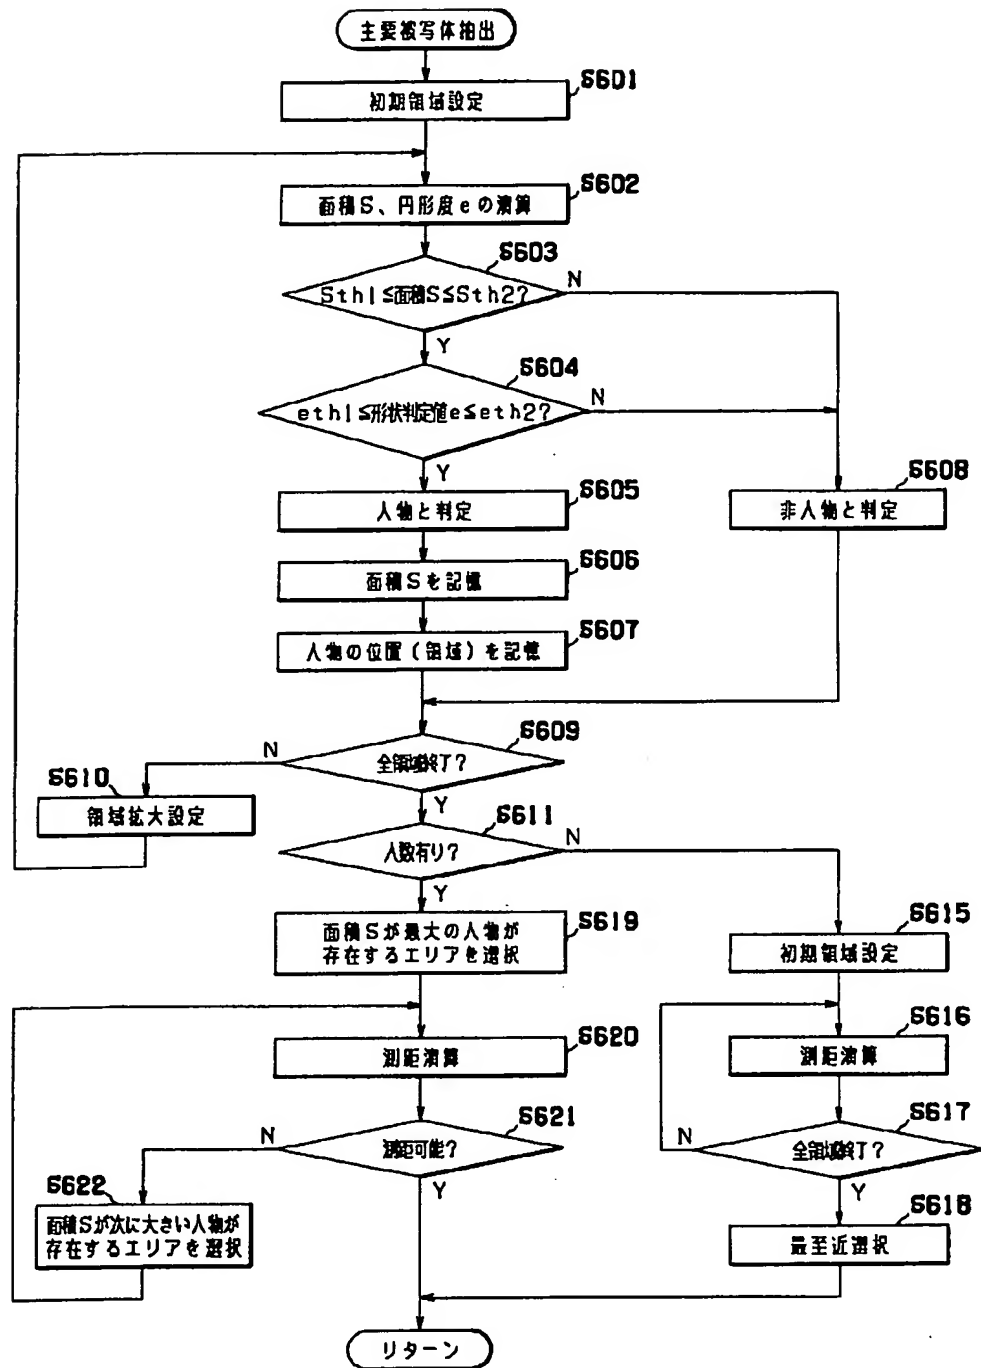 主要被写体抽出
S601
初期領域設定
S602
面積S、円形度eの演算
S603
Sth1≦面積S≦Sth2?
N
Y
S604
eth1≦形状判定値e≦eth2?
N
Y
S605
人物と判定
S608
非人物と判定
S606
面積Sを記憶
S607
人物の位置(領域)を記憶
S609
全領域終了?
N
Y
S610
領域拡大設定
S611
人数有り?
N
Y
S619
面積Sが最大の人物が
存在するエリアを選択
S615
初期領域設定
S620
測距演算
S616
測距演算
S621
測距可能?
N
Y
S617
全領域終了?
N
Y
S622
面積Sが次に大きい人物が
存在するエリアを選択
S618
最至近選択
リターン